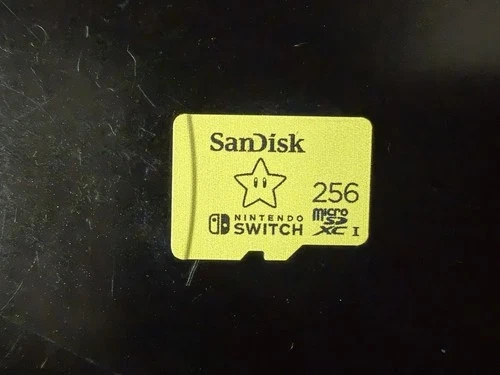 SanDisk
256
NINTENDO
SWITCH
micro
SD
XC I